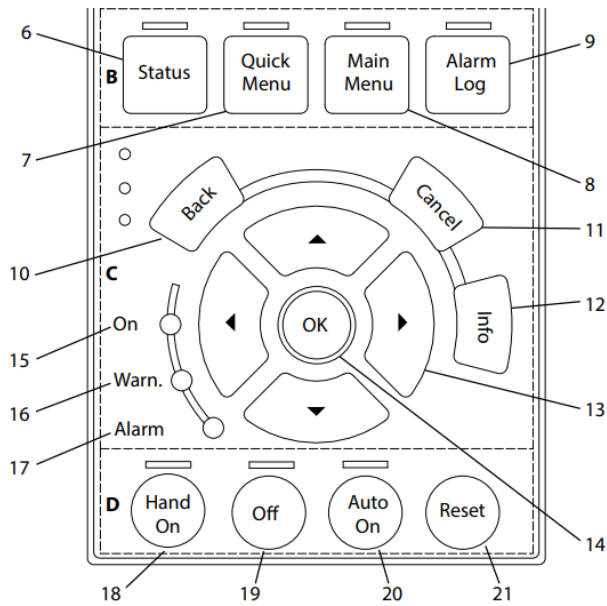 6
9
B
Status
Quick
Menu
Main
Menu
Alarm
Log
7
8
Back
Cancel
10
11
C
12
Info
OK
On
15
Warn.
16
13
Alarm
17
D
Hand
On
Off
Auto
On
Reset
14
18
19
20
21